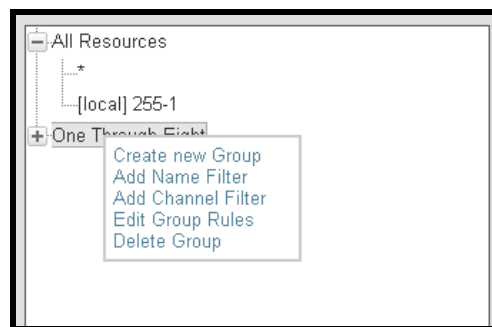 All Resources
*
[local] 255-1
One Through Eight
Create new Group
Add Name Filter
Add Channel Filter
Edit Group Rules
Delete Group